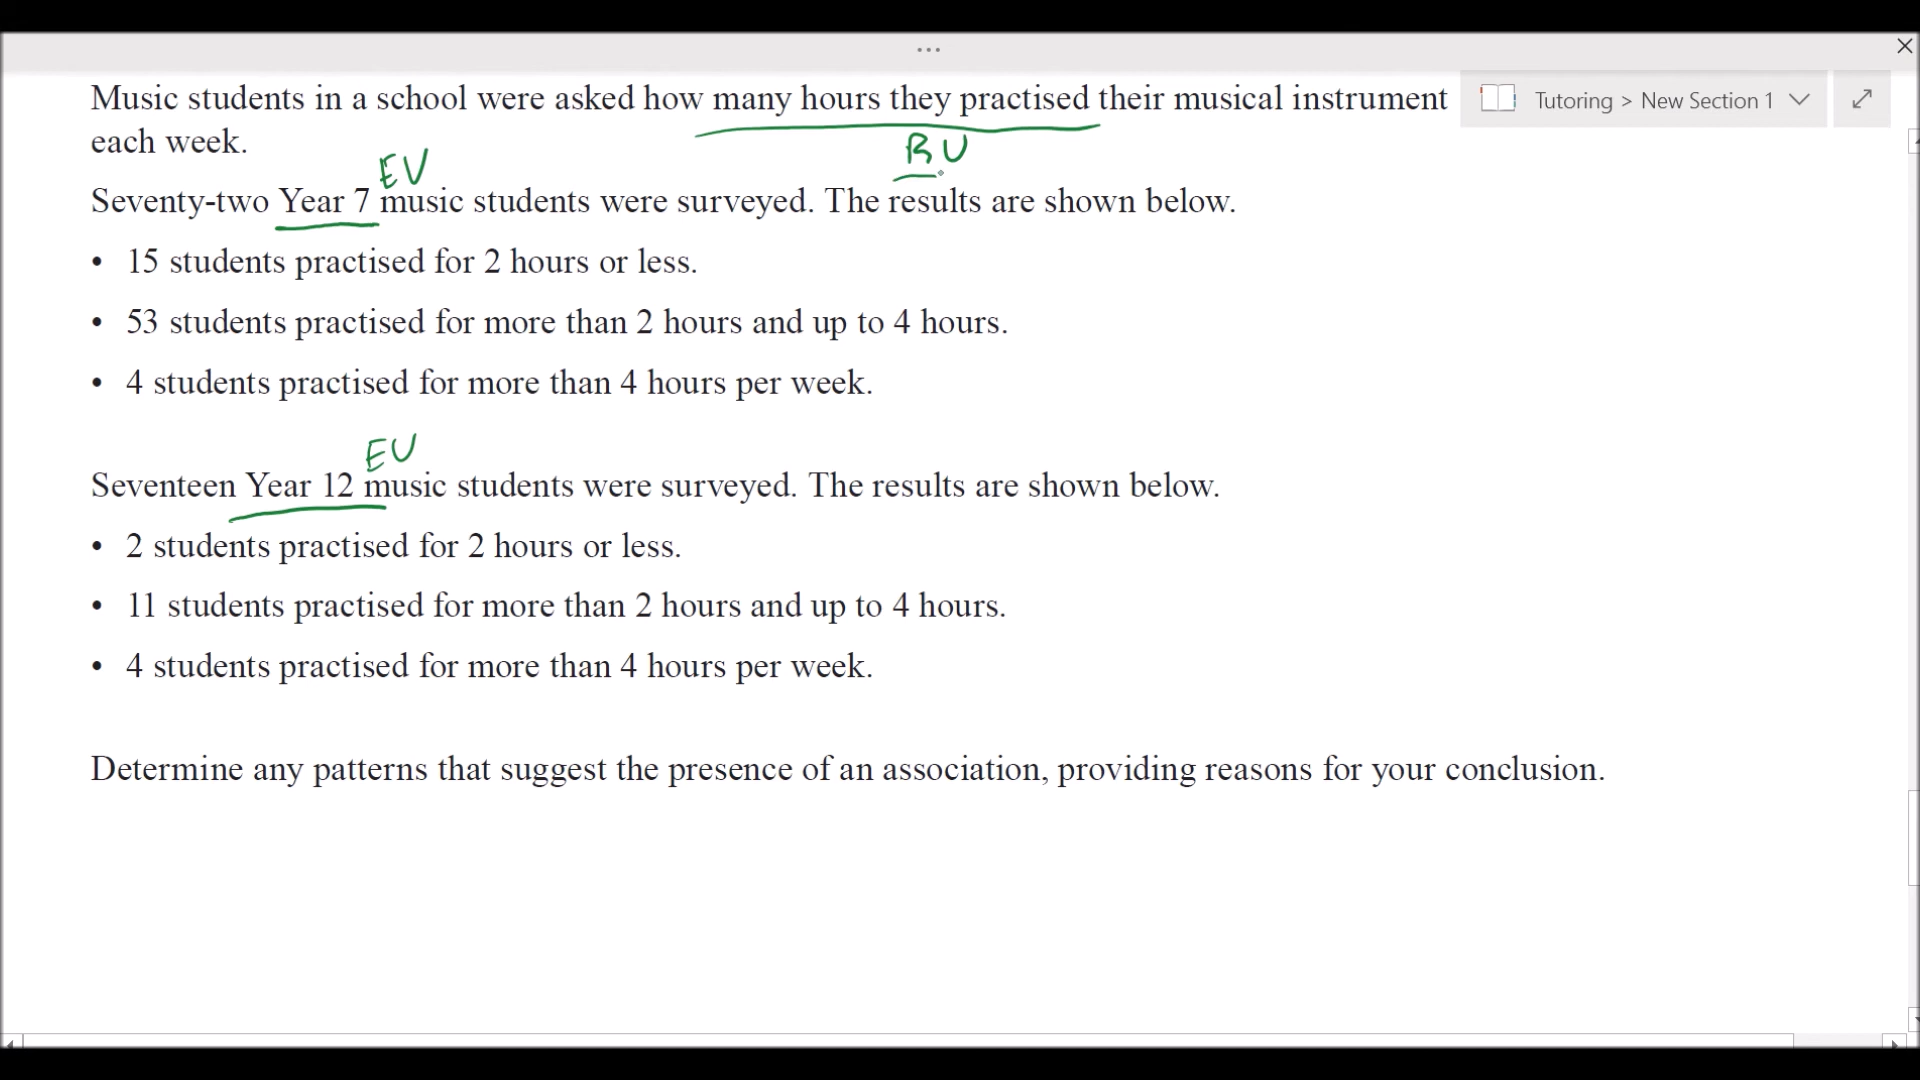 ...
Music students in a school were asked how many hours they practised their musical instrument
Tutoring > New Section 1
each week.
RV
EV
Seventy-two Year 7 music students were surveyed. The results are shown below.
• 15 students practised for 2 hours or less.
• 53 students practised for more than 2 hours and up to 4 hours.
• 4 students practised for more than 4 hours per week.
EV
Seventeen Year 12 music students were surveyed. The results are shown below.
• 2 students practised for 2 hours or less.
• 11 students practised for more than 2 hours and up to 4 hours.
• 4 students practised for more than 4 hours per week.
Determine any patterns that suggest the presence of an association, providing reasons for your conclusion.